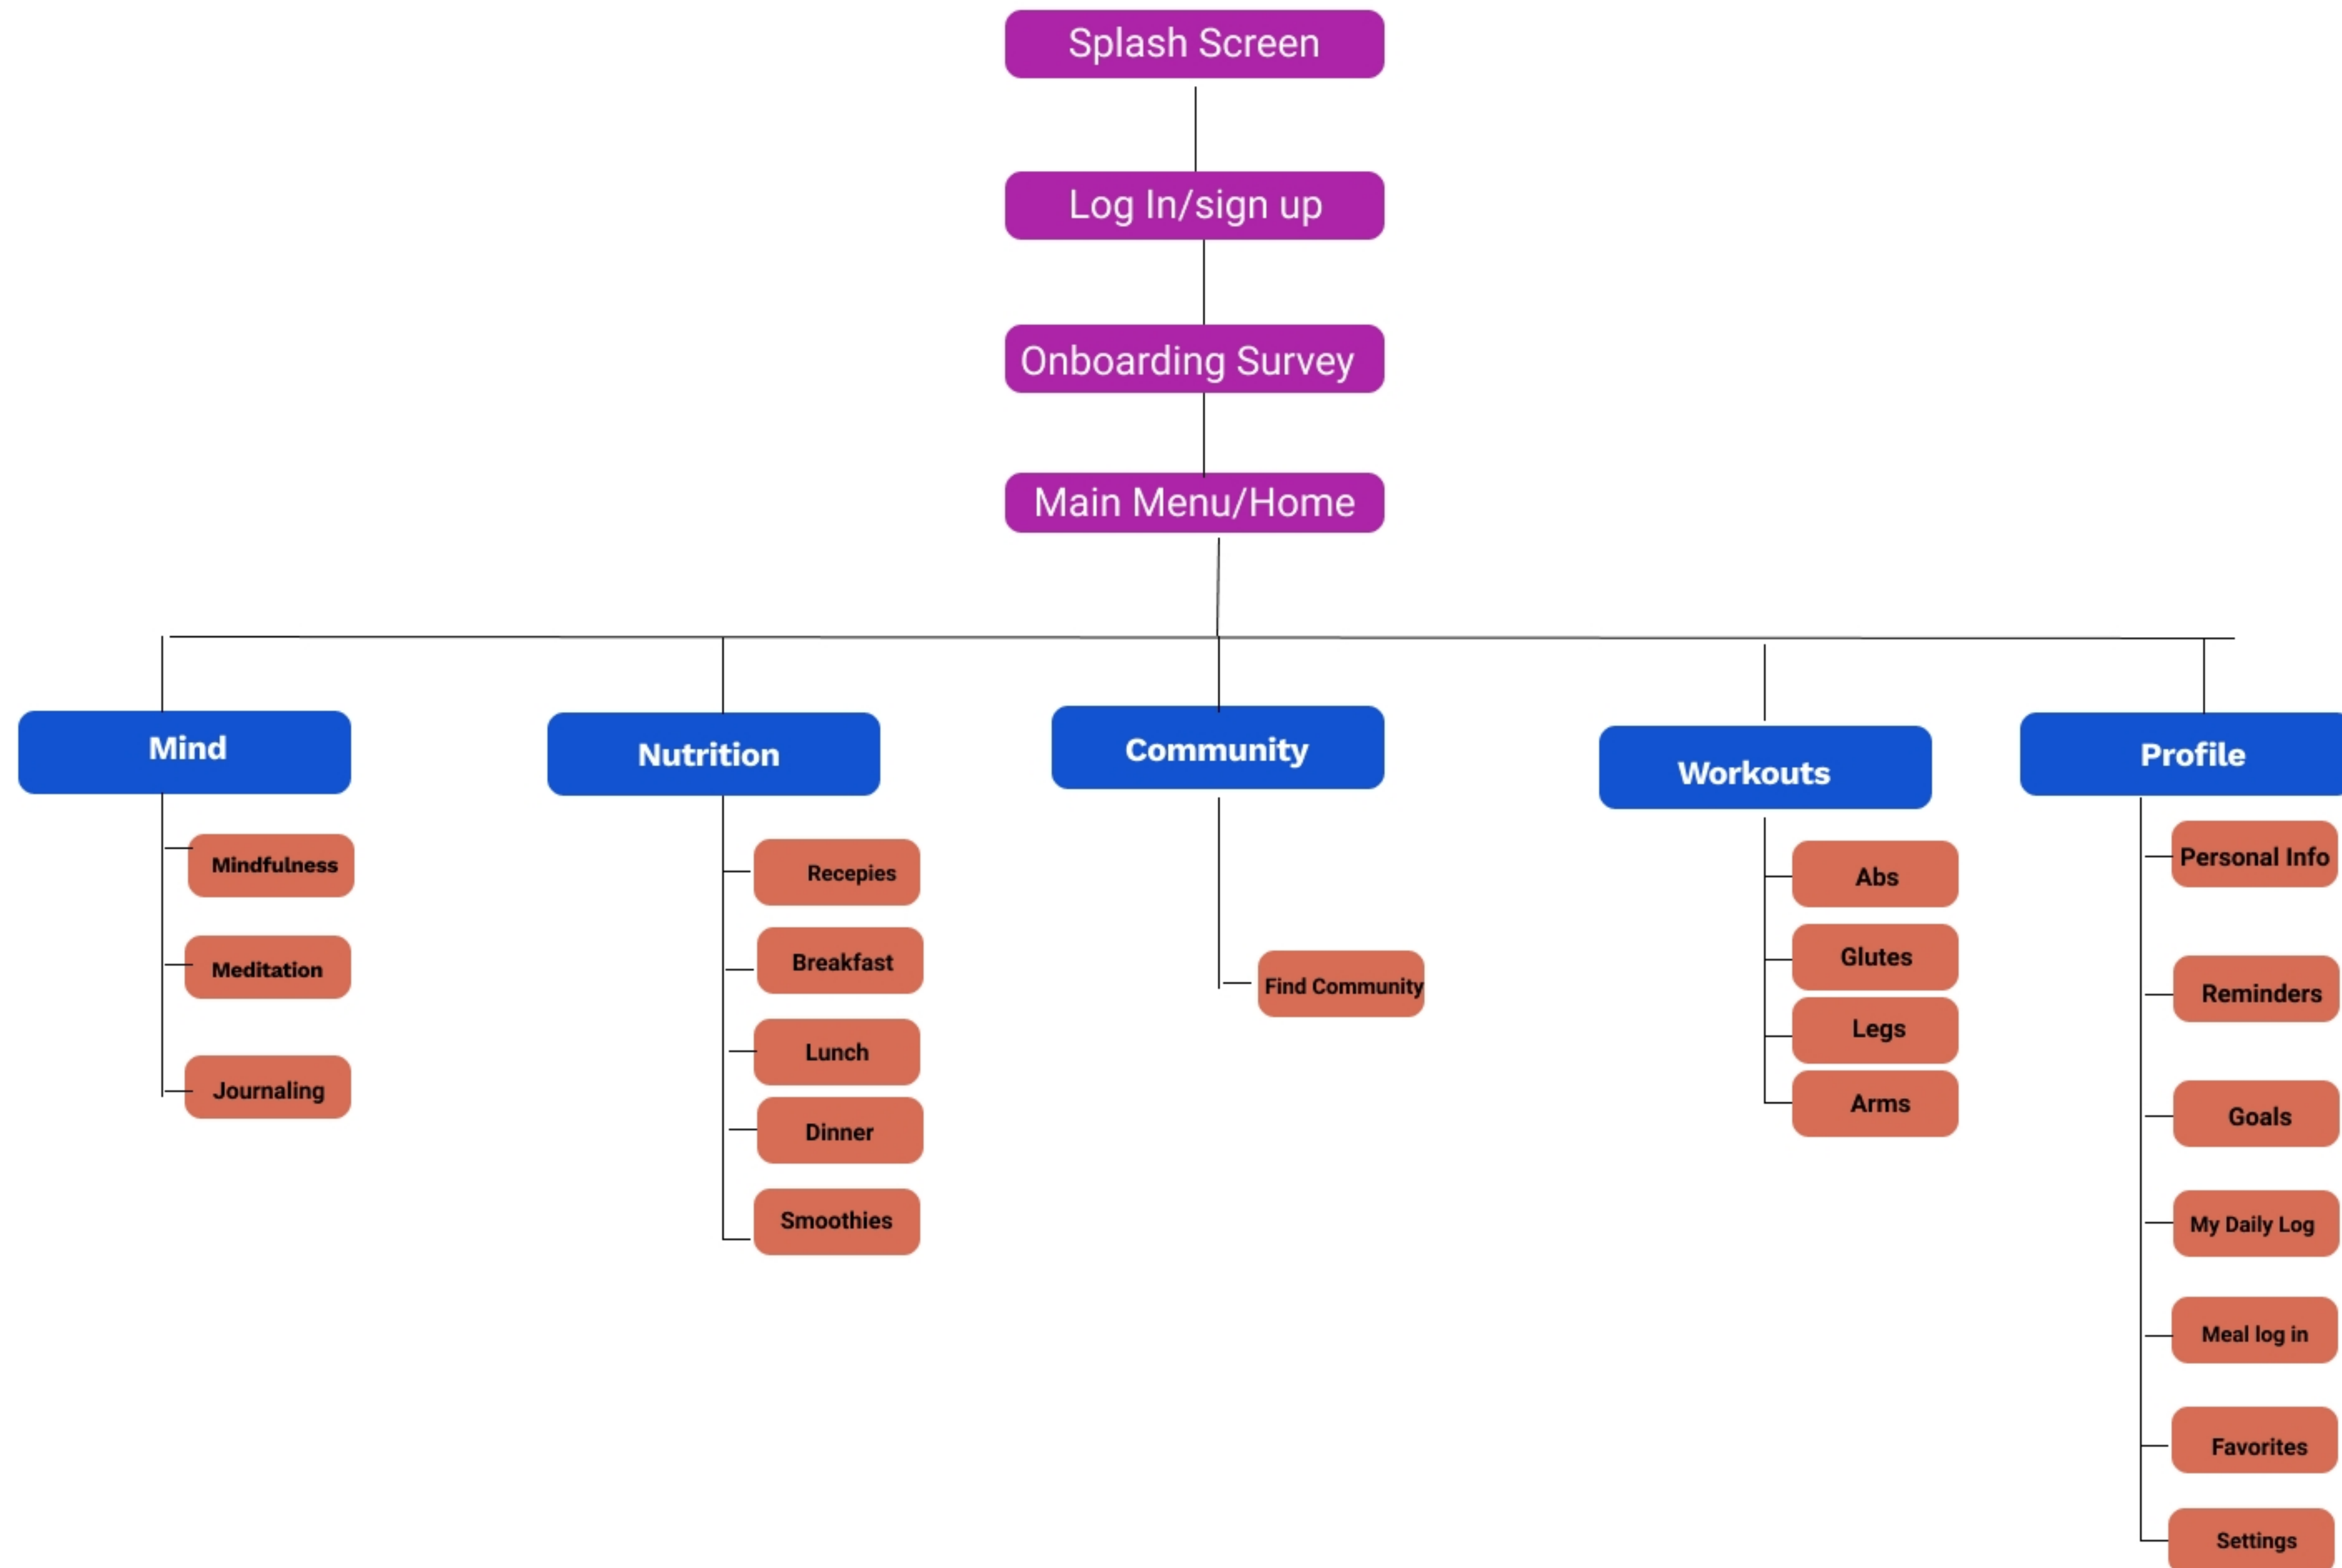 Splash Screen
Log In/sign up
Onboarding Survey
Main Menu/Home
Mind
Mindfulness
Meditation
Journaling
Nutrition
Recepies
Breakfast
Lunch
Dinner
Smoothies
Community
Find Community
Workouts
Abs
Glutes
Legs
Arms
Profile
Personal Info
Reminders
Goals
My Daily Log
Meal log in
Favorites
Settings